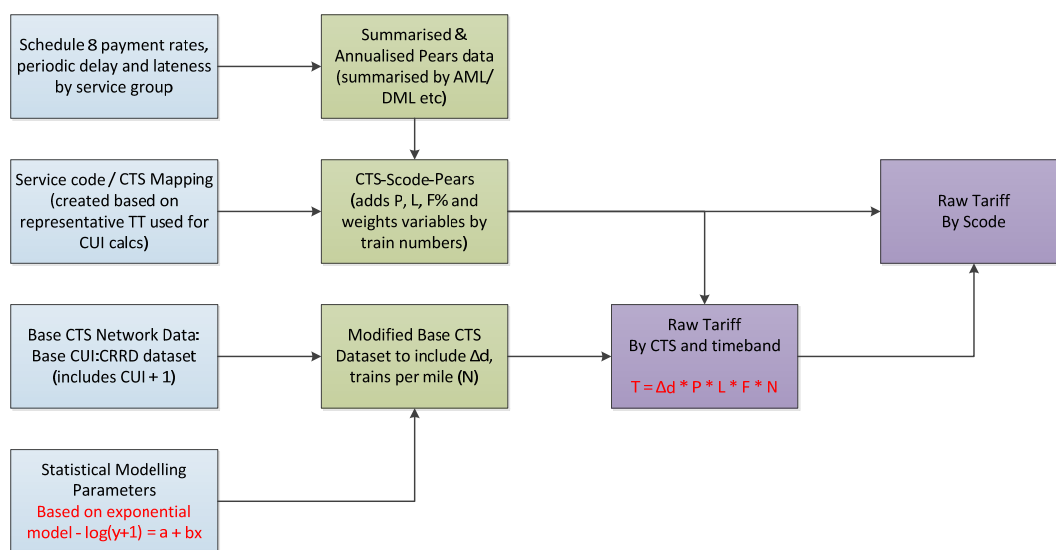 Schedule 8 payment rates,
periodic delay and lateness
by service group
Summarised &
Annualised Pears data
(summarised by AML/
DML etc)
Service code / CTS Mapping
(created based on
representative TT used for
CUI calcs)
CTS-Scode-Pears
(adds P, L, F% and
weights variables by
train numbers)
Raw Tariff
By Scode
Base CTS Network Data:
Base CUI:CRRD dataset
(includes CUI + 1)
Modified Base CTS
Dataset to include Δd,
trains per mile (N)
Raw Tariff
By CTS and timeband
T = Δd * P * L * F * N
Statistical Modelling
Parameters
Based on exponential
model - log(y+1) = a + bx